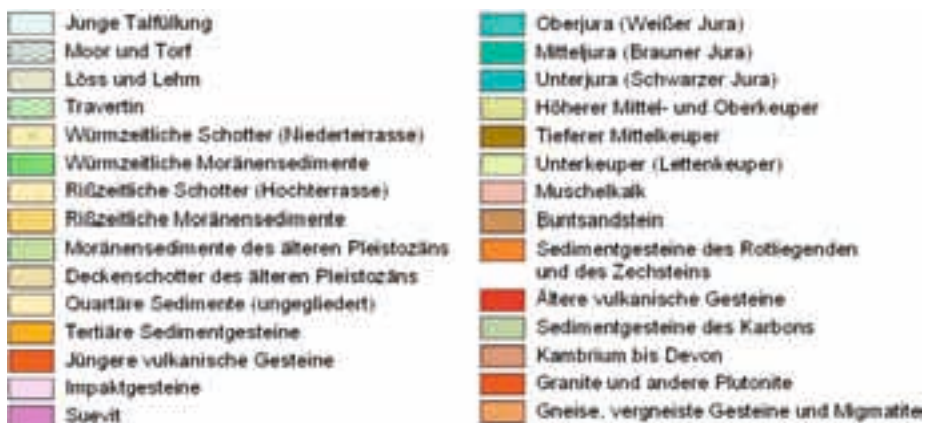 Junge Talfüllung
Moor und Torf
Löss und Lehm
Travertin
Würmzeitliche Schotter (Niederterrasse)
Würmzeitliche Moränensedimente
Rißzeitliche Schotter (Hochterrasse)
Rißzeitliche Moränensedimente
Moränensedimente des älteren Pleistozäns
Deckenschotter des älteren Pleistozäns
Quartäre Sedimente (ungegliedert)
Tertiäre Sedimentgesteine
Jüngere vulkanische Gesteine
Impaktgesteine
Suevit
Oberjura (Weißer Jura)
Mitteljura (Brauner Jura)
Unterjura (Schwarzer Jura)
Höherer Mittel- und Oberkeuper
Tieferer Mittelkeuper
Unterkeuper (Lettenkeuper)
Muschelkalk
Buntsandstein
Sedimentgesteine des Rotliegenden
und des Zechsteins
Ältere vulkanische Gesteine
Sedimentgesteine des Karbons
Kambrium bis Devon
Granite und andere Plutonite
Gneise, vergneiste Gesteine und Migmatite